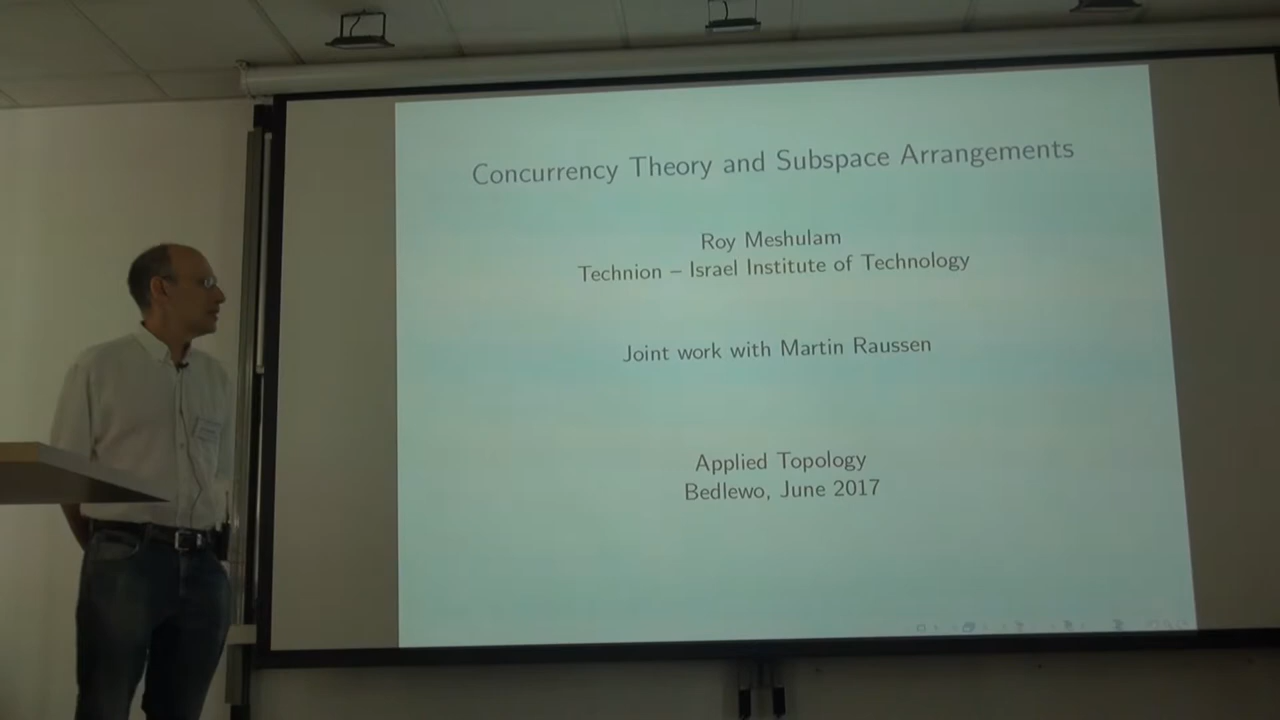 Concurrency Theory and Subspace Arrangements
Roy Meshulam
Technion – Israel Institute of Technology
Joint work with Martin Raussen
Applied Topology
Bedlewo, June 2017